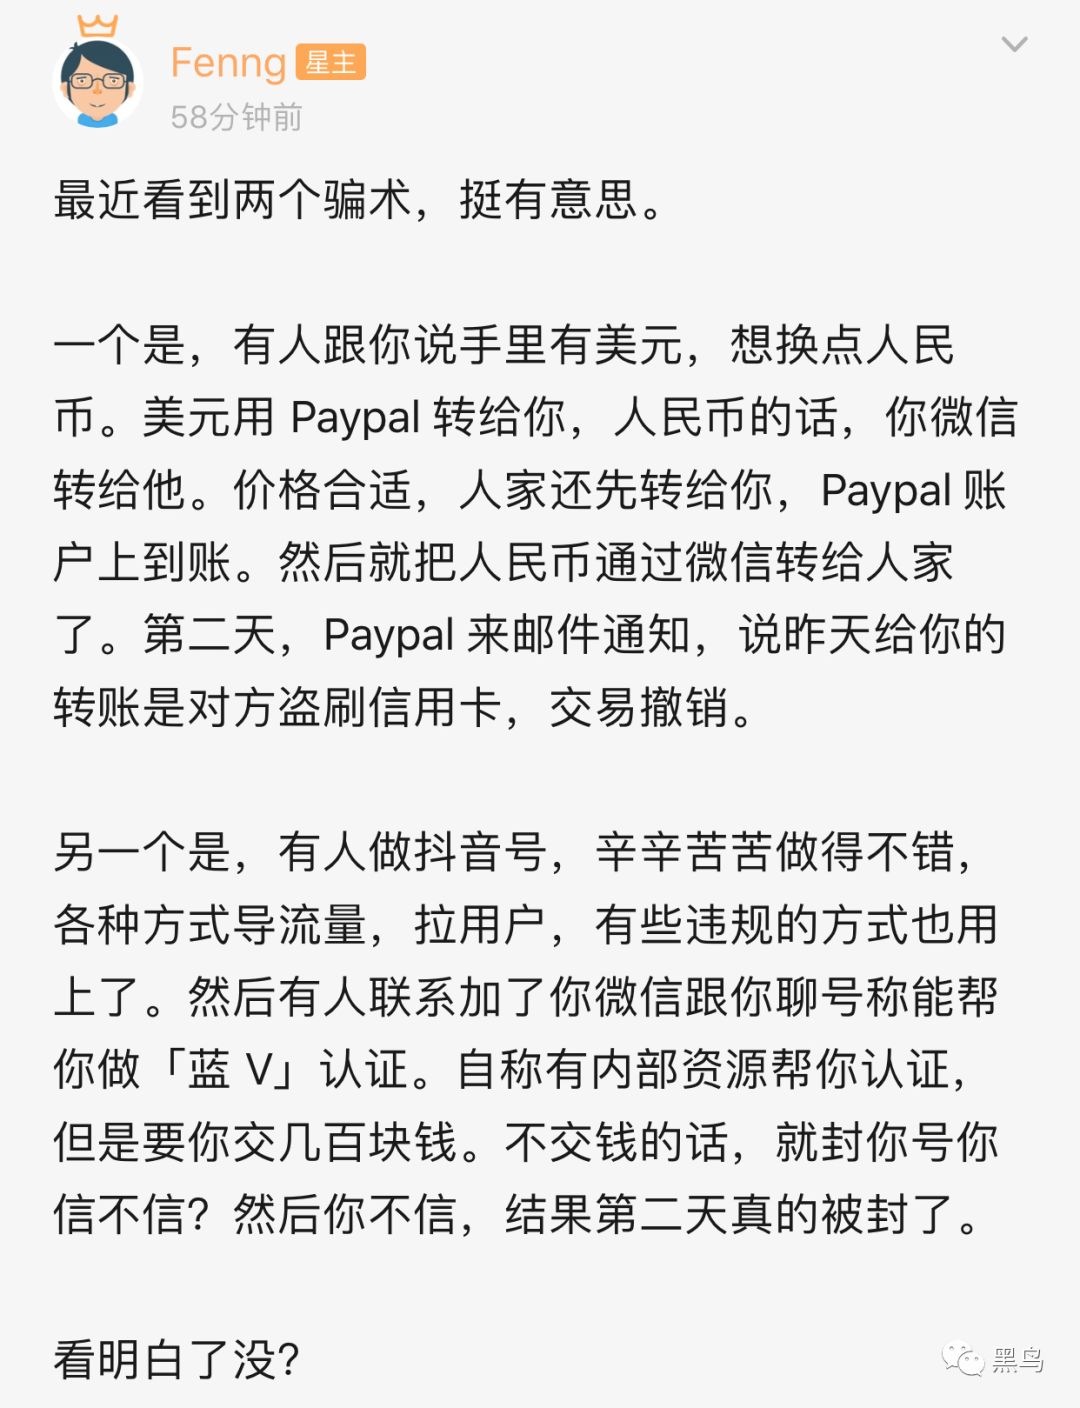 Fenng 星主
58分钟前
最近看到两个骗术，挺有意思。
一个是，有人跟你说手里有美元，想换点人民
币。美元用 Paypal 转给你，人民币的话，你微信
转给他。价格合适，人家还先转给你，Paypal 账
户上到账。然后就把人民币通过微信转给人家
了。第二天，Paypal 来邮件通知，说昨天给你的
转账是对方盗刷信用卡，交易撤销。
另一个是，有人做抖音号，辛辛苦苦做得不错，
各种方式导流量，拉用户，有些违规的方式也用
上了。然后有人联系加了你微信跟你聊号称能帮
你做「蓝 V」认证。自称有内部资源帮你认证，
但是要你交几百块钱。不交钱的话，就封你号你
信不信？然后你不信，结果第二天真的被封了。
看明白了没？
黑鸟